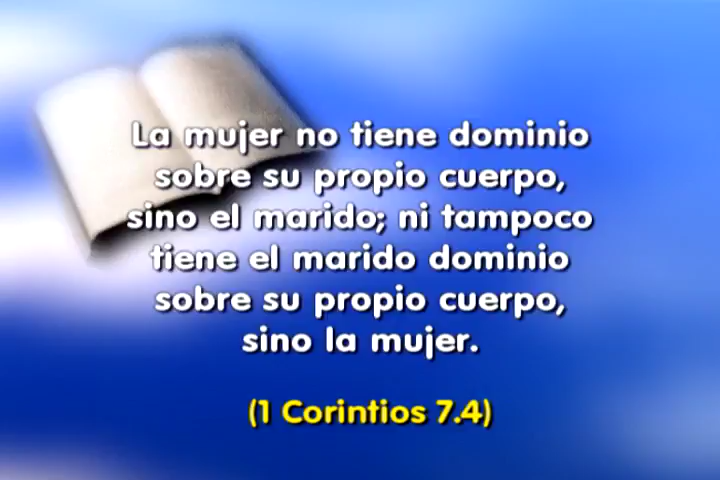 La mujer no tiene dominio
sobre su propio cuerpo,
sino el marido; ni tampoco
tiene el marido dominio
sobre su propio cuerpo,
sino la mujer.
(1 Corintios 7.4)